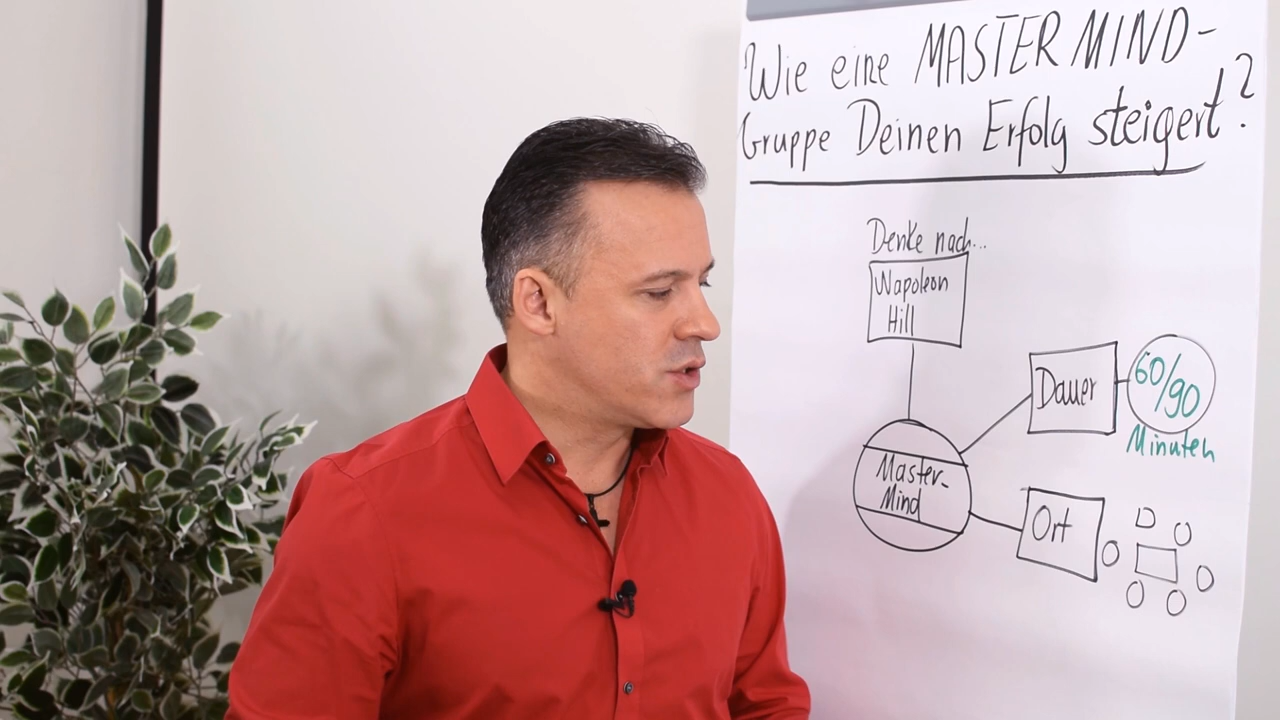 Wie eine MASTER MIND-
Gruppe Deinen Erfolg steigert?
Denke nach...
Napoleon
Hill
Dauer
60/90
Minuten
Master-
Mind
Ort